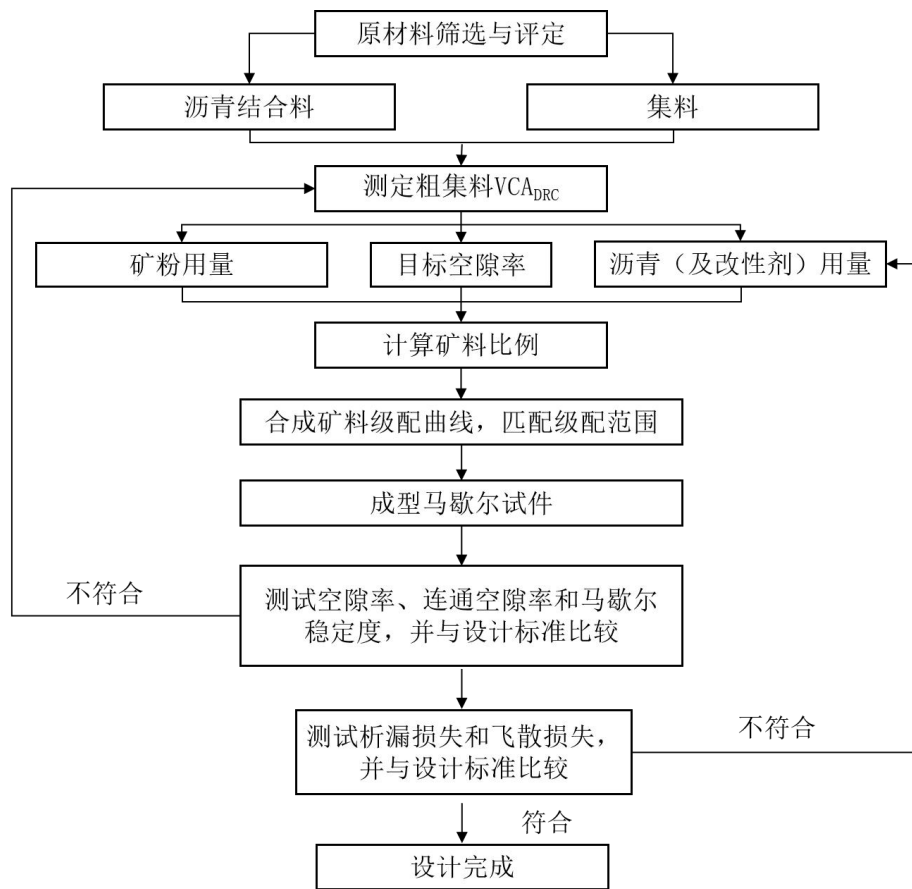 原材料筛选与评定
沥青结合料
集料
测定粗集料VCA_DRC
矿粉用量
目标空隙率
沥青（及改性剂）用量
计算矿料比例
合成矿料级配曲线，匹配级配范围
成型马歇尔试件
不符合
测试空隙率、连通空隙率和马歇尔
稳定度，并与设计标准比较
测试析漏损失和飞散损失，
并与设计标准比较
不符合
符合
设计完成